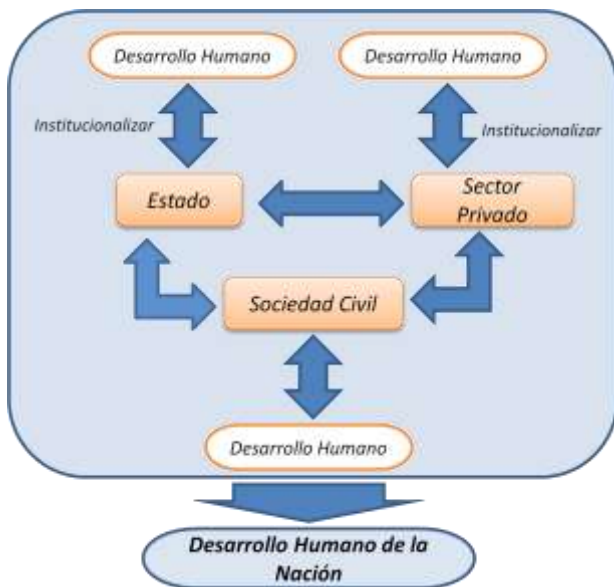 Desarrollo Humano
Desarrollo Humano
Institucionalizar
Institucionalizar
Estado
Sector
Privado
Sociedad Civil
Desarrollo Humano
Desarrollo Humano de la
Nación